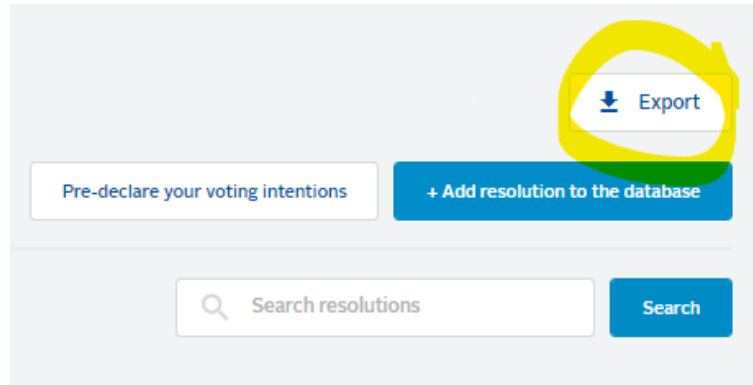 Export
Pre-declare your voting intentions
+ Add resolution to the database
Search resolutions
Search